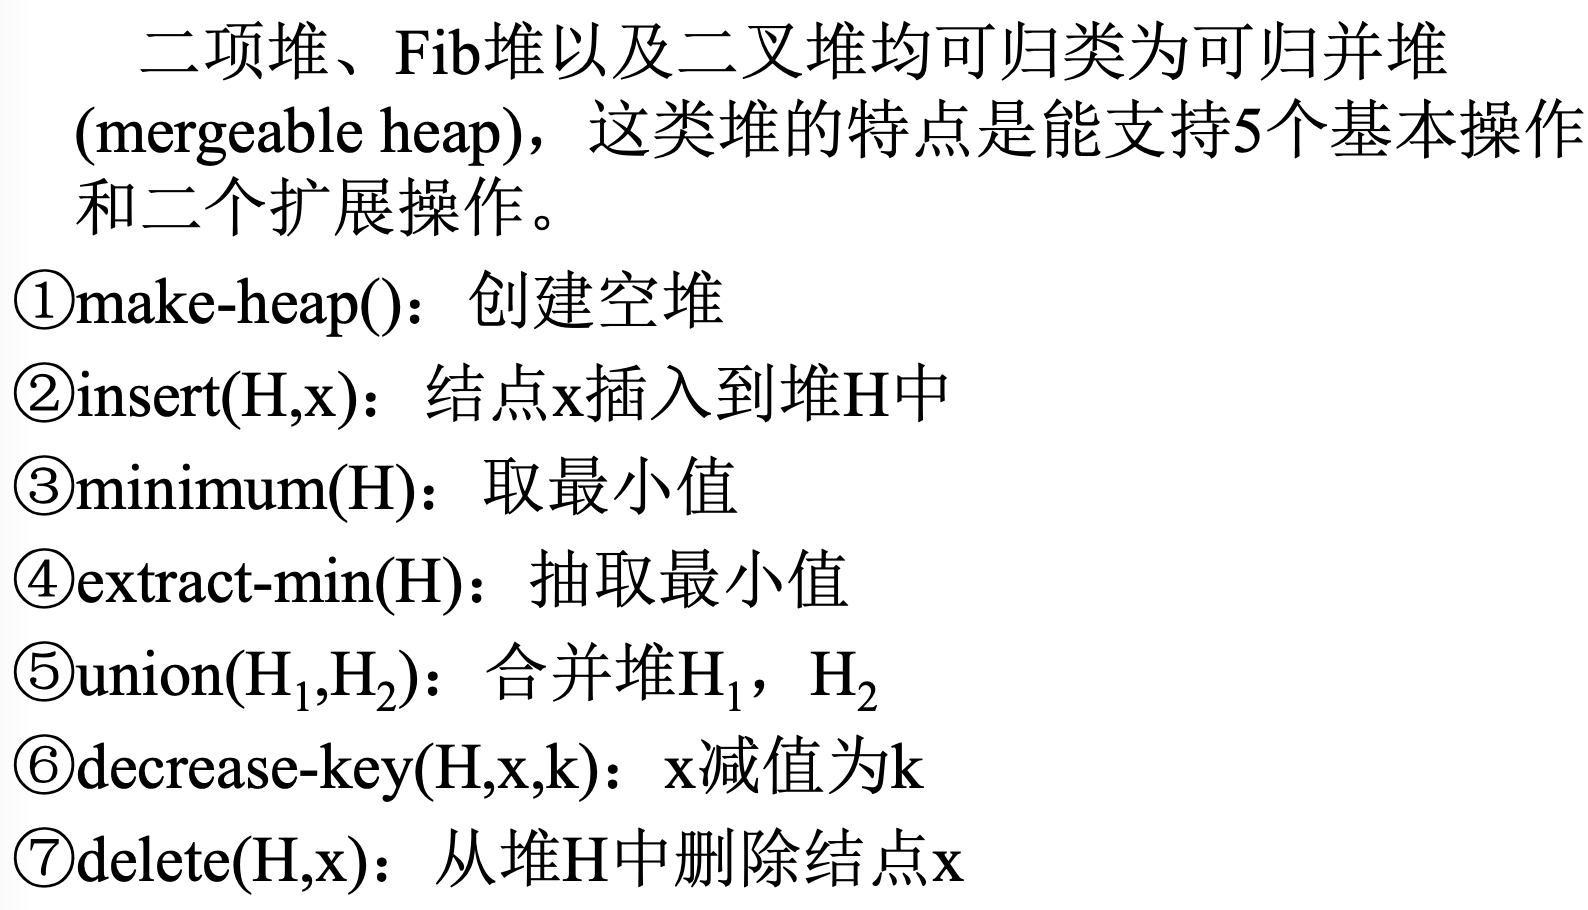 二项堆、Fib堆以及二叉堆均可归类为可归并堆
(mergeable heap)，这类堆的特点是能支持5个基本操作
和二个扩展操作。
①make-heap()：创建空堆
②insert(H,x)：结点x插入到堆H中
③minimum(H)：取最小值
④extract-min(H)：抽取最小值
⑤union(H₁,H₂)：合并堆H₁，H₂
⑥decrease-key(H,x,k)：x减值为k
⑦delete(H,x)：从堆H中删除结点x